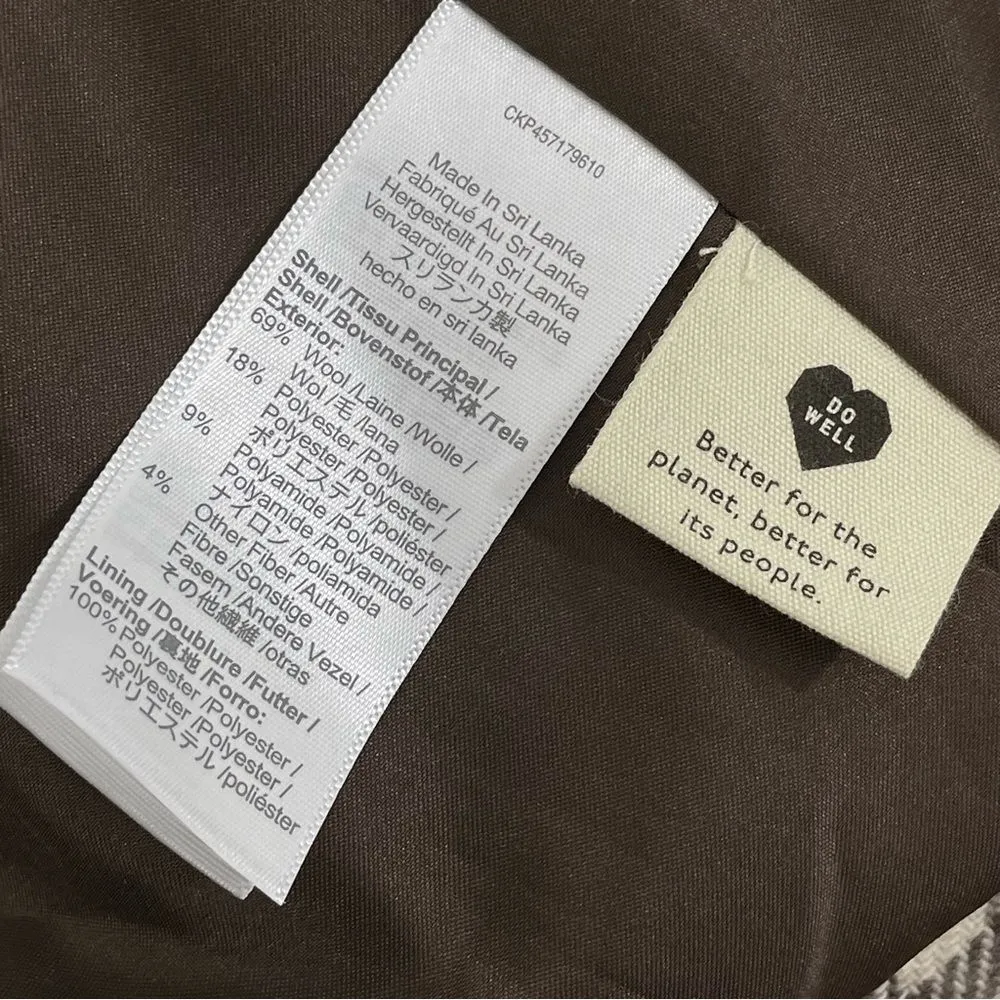 CKP457179610
Made In Sri Lanka
Fabriqué Au Sri Lanka
Hergestellt In Sri Lanka
Vervaardigd In Sri Lanka
スリランカ製
hecho en sri lanka
Shell /Tissu Principal /
Shell /Bovenstof /本体 /Tela
Exterior:
69% Wool /Laine /Wolle /
Wol /毛 /lana
18% Polyester /Polyester /
Polyester /Polyester /
ポリエステル /poliéster
9% Polyamide /Polyamide /
Polyamide /Polyamide /
ナイロン /poliamida
4% Other Fiber /Autre
Fibre /Sonstige
Fasern /Andere Vezel /
その他繊維 /otras
Lining /Doublure /Futter /
Voering /裏地 /Forro:
100% Polyester /Polyester /
Polyester /Polyester /
ポリエステル /poliéster
DO
WELL
Better for the
planet, better for
its people.